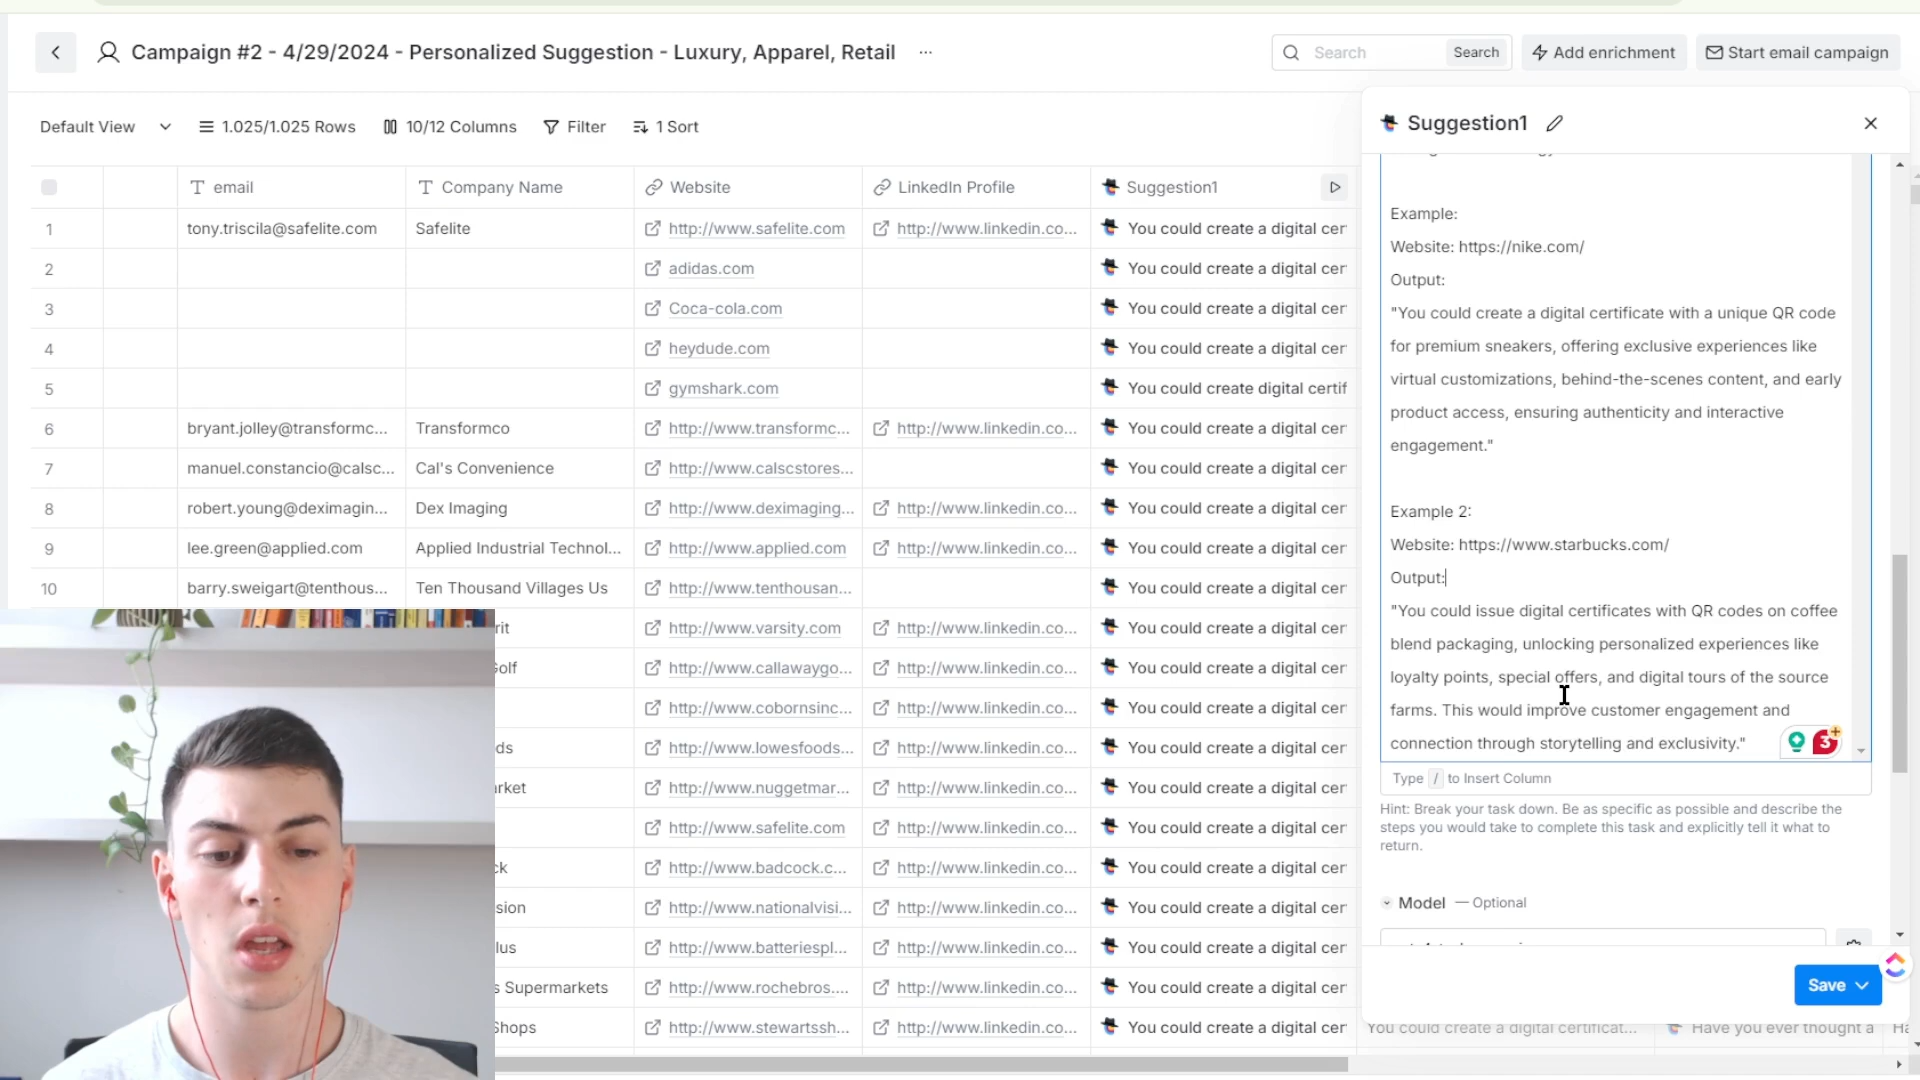 Campaign #2 - 4/29/2024 - Personalized Suggestion - Luxury, Apparel, Retail ...
Search Search
Add enrichment
Start email campaign
Default View
1.025/1.025 Rows
10/12 Columns
Filter
1 Sort
email Company Name Website LinkedIn Profile Suggestion1
1 tony.triscila@safelite.com Safelite http://www.safelite.com http://www.linkedin.co... You could create a digital cer
2 adidas.com You could create a digital cer
3 Coca-cola.com You could create a digital cer
4 heydude.com You could create a digital cer
5 gymshark.com You could create digital certif
6 bryant.jolley@transformc... Transformco http://www.transformc... http://www.linkedin.co... You could create a digital cer
7 manuel.constancio@calsc... Cal's Convenience http://www.calscstores... You could create a digital cer
8 robert.young@deximagin... Dex Imaging http://www.deximaging... http://www.linkedin.co... You could create a digital cer
9 lee.green@applied.com Applied Industrial Technol... http://www.applied.com http://www.linkedin.co... You could create a digital cer
10 barry.sweigart@tenthous... Ten Thousand Villages Us http://www.tenthousan... You could create a digital cer
rit http://www.varsity.com http://www.linkedin.co... You could create a digital cer
Golf http://www.callawaygo... http://www.linkedin.co... You could create a digital cer
http://www.cobornsinc... http://www.linkedin.co... You could create a digital cer
ds http://www.lowesfoods... http://www.linkedin.co... You could create a digital cer
rket http://www.nuggetmar... http://www.linkedin.co... You could create a digital cer
http://www.safelite.com http://www.linkedin.co... You could create a digital cer
ck http://www.badcock.c... http://www.linkedin.co... You could create a digital cer
sion http://www.nationalvisi... http://www.linkedin.co... You could create a digital cer
lus http://www.batteriespl... http://www.linkedin.co... You could create a digital cer
s Supermarkets http://www.rochebros.... http://www.linkedin.co... You could create a digital cer
Shops http://www.stewartssh... http://www.linkedin.co... You could create a digital cer
You could create a digital certificat... Have you ever thought a
Suggestion1
Example:
Website: https://nike.com/
Output:
"You could create a digital certificate with a unique QR code
for premium sneakers, offering exclusive experiences like
virtual customizations, behind-the-scenes content, and early
product access, ensuring authenticity and interactive
engagement."
Example 2:
Website: https://www.starbucks.com/
Output:
"You could issue digital certificates with QR codes on coffee
blend packaging, unlocking personalized experiences like
loyalty points, special offers, and digital tours of the source
farms. This would improve customer engagement and
connection through storytelling and exclusivity."
3
Type / to Insert Column
Hint: Break your task down. Be as specific as possible and describe the
steps you would take to complete this task and explicitly tell it what to
return.
Model — Optional
Save